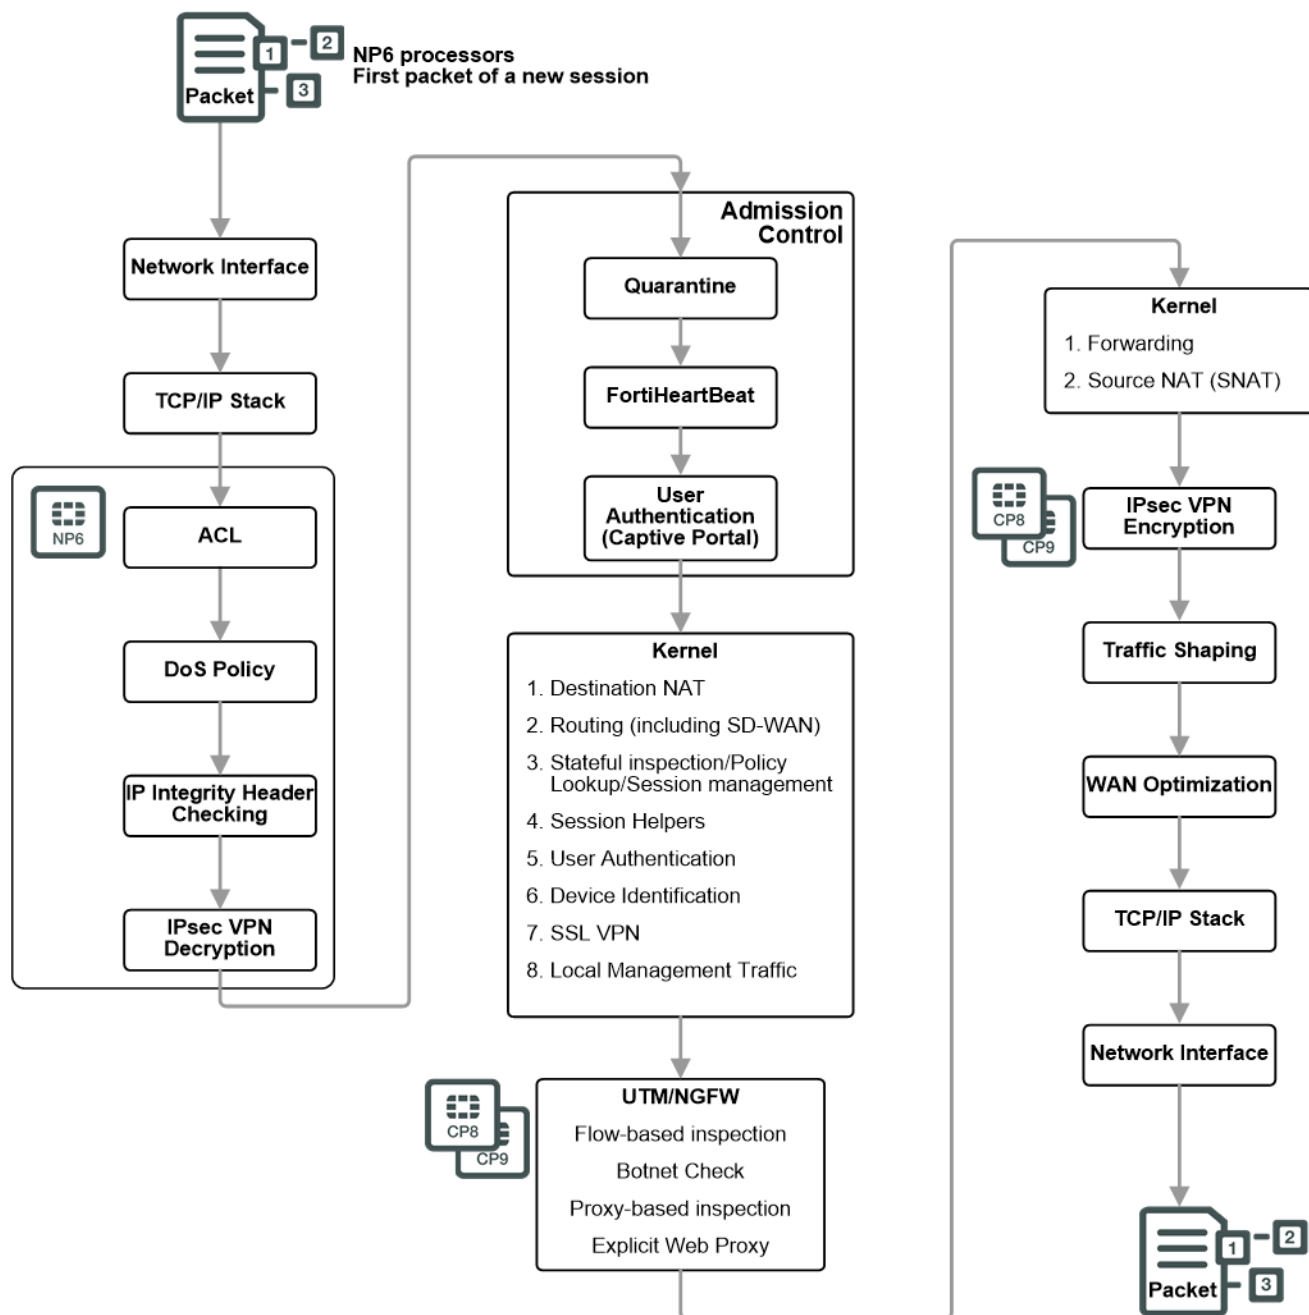 1
2
3
Packet
NP6 processors
First packet of a new session
Network Interface
TCP/IP Stack
NP6
ACL
DoS Policy
IP Integrity Header
Checking
IPsec VPN
Decryption
Admission
Control
Quarantine
FortiHeartBeat
User
Authentication
(Captive Portal)
Kernel
1. Destination NAT
2. Routing (including SD-WAN)
3. Stateful inspection/Policy
Lookup/Session management
4. Session Helpers
5. User Authentication
6. Device Identification
7. SSL VPN
8. Local Management Traffic
CP8
CP9
UTM/NGFW
Flow-based inspection
Botnet Check
Proxy-based inspection
Explicit Web Proxy
Kernel
1. Forwarding
2. Source NAT (SNAT)
CP8
CP9
IPsec VPN
Encryption
Traffic Shaping
WAN Optimization
TCP/IP Stack
Network Interface
1
2
3
Packet